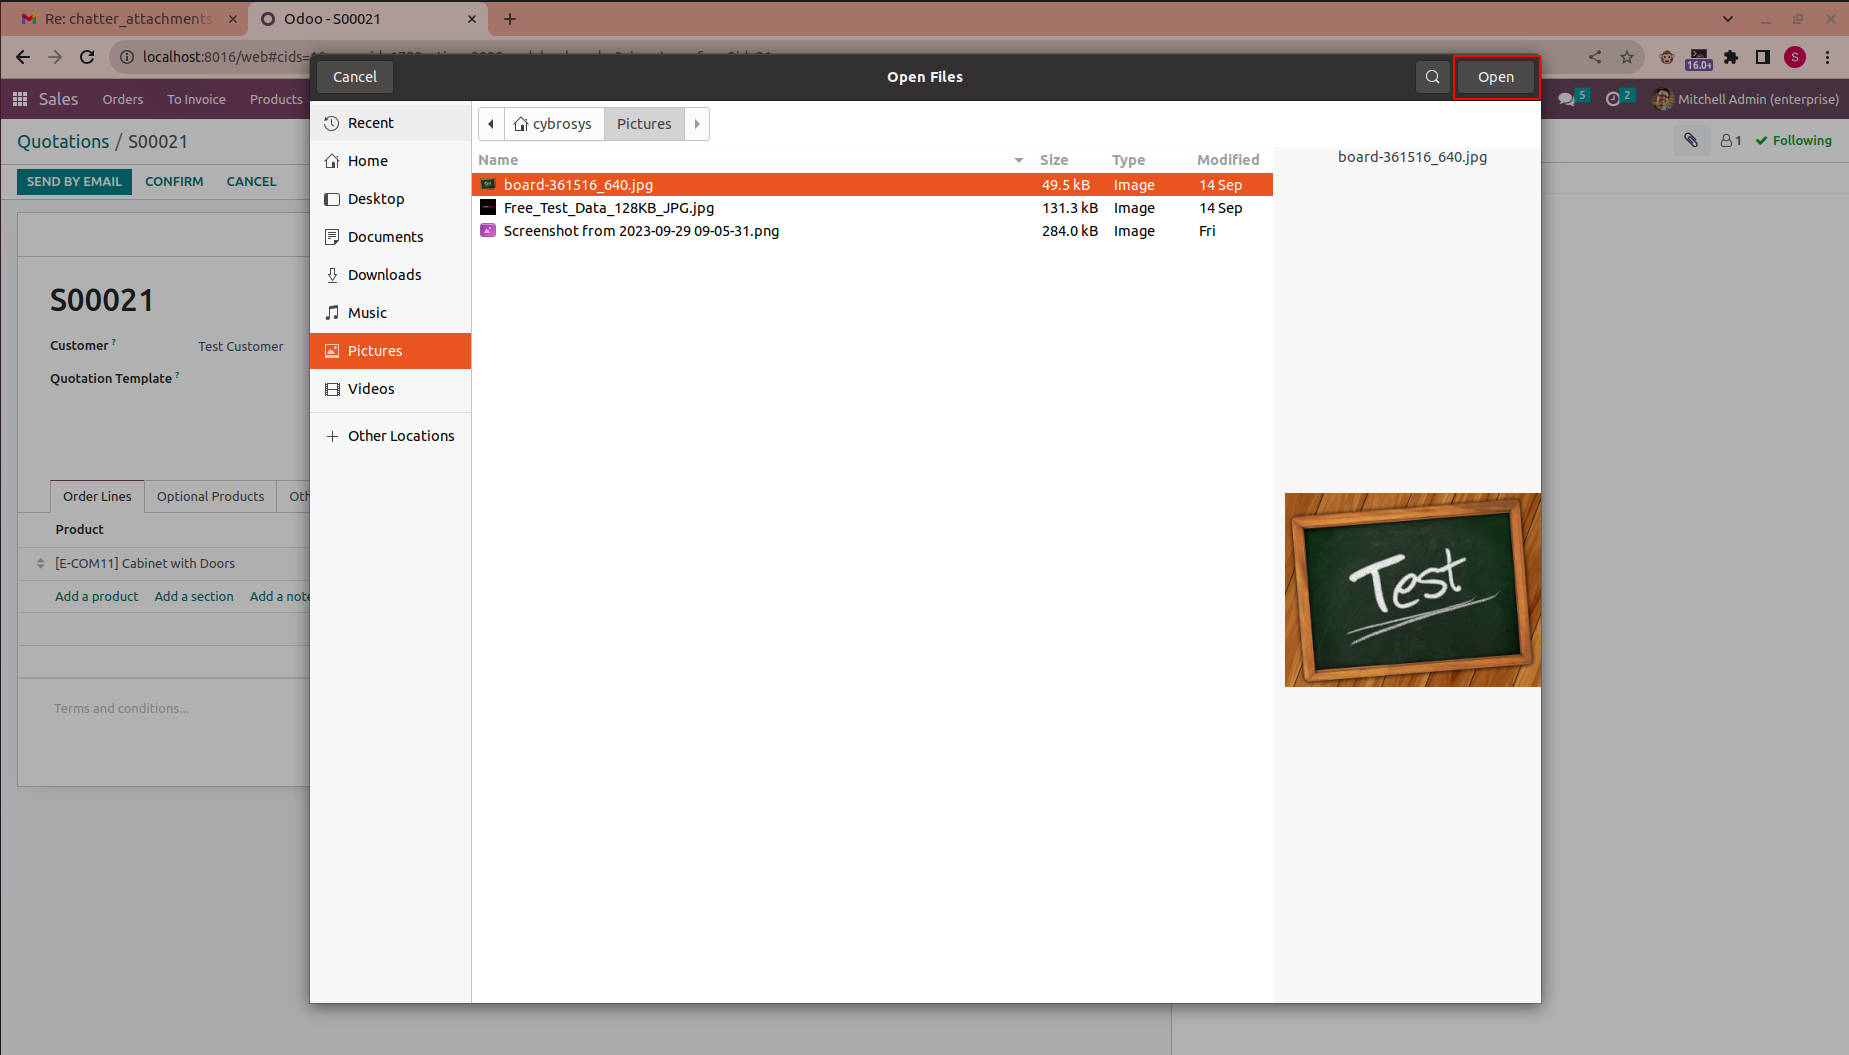 Re: chatter_attachments
Odoo - S00021
localhost:8016/web#cids=
16.0+
S
Cancel
Open Files
Open
Sales
Orders
To Invoice
Products
5
2
Mitchell Admin (enterprise)
Quotations / S00021
1
Following
SEND BY EMAIL
CONFIRM
CANCEL
S00021
Customer ?
Test Customer
Quotation Template ?
Order Lines
Optional Products
Oth
Product
[E-COM11] Cabinet with Doors
Add a product
Add a section
Add a note
Terms and conditions...
Recent
Home
Desktop
Documents
Downloads
Music
Pictures
Videos
Other Locations
cybrosys
Pictures
Name Size Type Modified
board-361516_640.jpg 49.5 kB Image 14 Sep
Free_Test_Data_128KB_JPG.jpg 131.3 kB Image 14 Sep
Screenshot from 2023-09-29 09-05-31.png 284.0 kB Image Fri
board-361516_640.jpg
Test